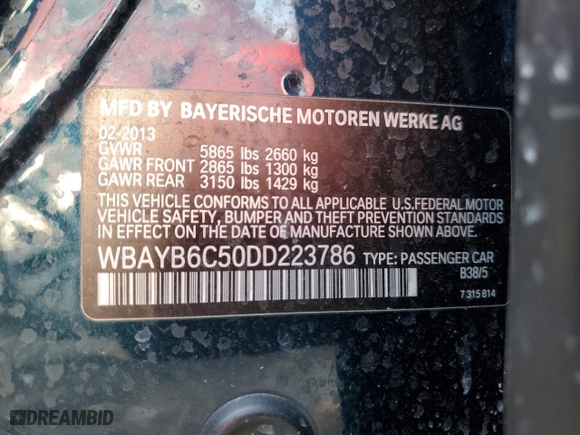 MFD BY BAYERISCHE MOTOREN WERKE AG
02-2013
GVWR 5865 lbs 2660 kg
GAWR FRONT 2865 lbs 1300 kg
GAWR REAR 3150 lbs 1429 kg
THIS VEHICLE CONFORMS TO ALL APPLICABLE U.S.FEDERAL MOTOR
VEHICLE SAFETY, BUMPER AND THEFT PREVENTION STANDARDS
IN EFFECT ON THE DATE OF MANUFACTURE SHOWN ABOVE.
WBAYB6C50DD223786 TYPE: PASSENGER CAR
B38/5
7 315 814
DREAMBID